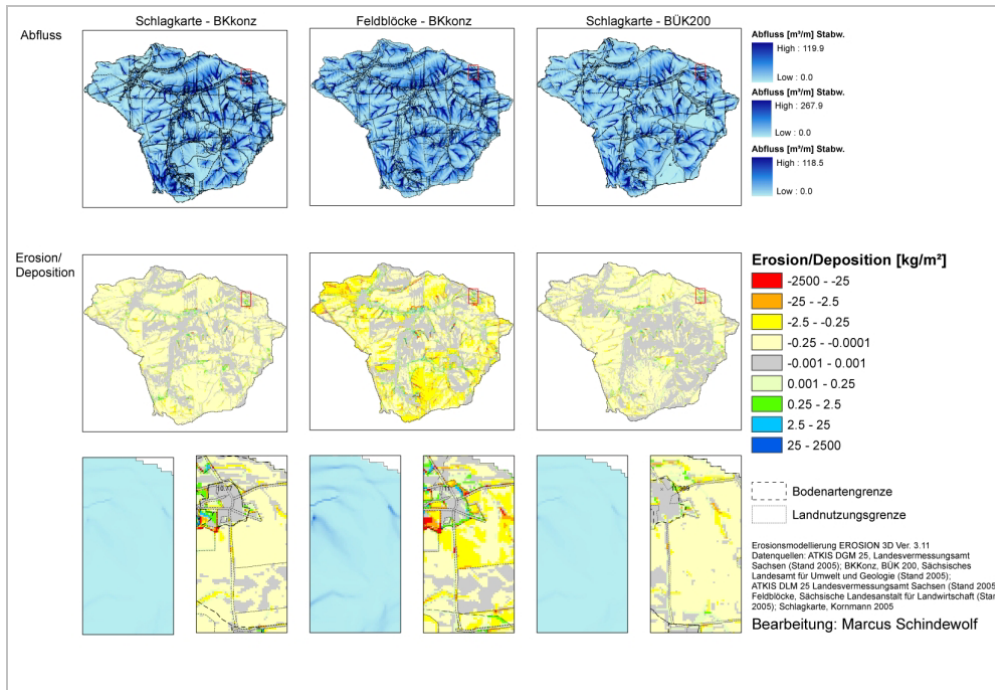 Schlagkarte - BKkonz
Feldblöcke - BKkonz
Schlagkarte - BÜK200
Abfluss
Abfluss [m³/m] Stabw.
High : 119.9
Low : 0.0
Abfluss [m³/m] Stabw.
High : 267.9
Low : 0.0
Abfluss [m³/m] Stabw.
High : 118.5
Low : 0.0
Erosion/
Deposition
Erosion/Deposition [kg/m²]
-2500 - -25
-25 - -2.5
-2.5 - -0.25
-0.25 - -0.0001
-0.001 - 0.001
0.001 - 0.25
0.25 - 2.5
2.5 - 25
25 - 2500
10.77
Bodenartengrenze
Landnutzungsgrenze
Erosionsmodellierung EROSION 3D Ver. 3.11
Datenquellen: ATKIS DGM 25, Landesvermessungsamt
Sachsen (Stand 2005); BKKonz, BÜK 200, Sächsisches
Landesamt für Umwelt und Geologie (Stand 2005);
ATKIS DLM 25 Landesvermessungsamt Sachsen (Stand 2005
Feldblöcke, Sächsische Landesanstalt für Landwirtschaft (Star
2005); Schlagkarte, Kornmann 2005
Bearbeitung: Marcus Schindewolf